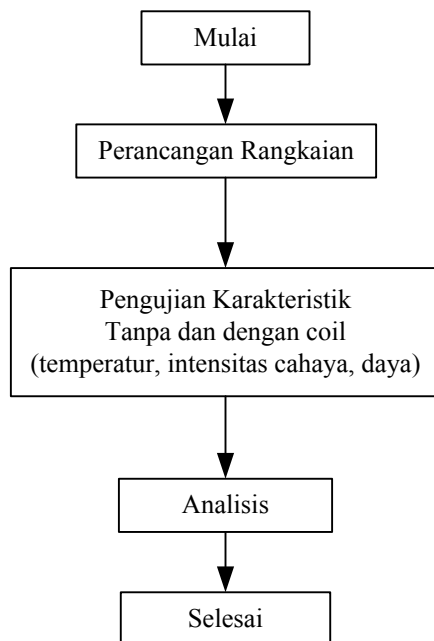 Mulai
Perancangan Rangkaian
Pengujian Karakteristik
Tanpa dan dengan coil
(temperatur, intensitas cahaya, daya)
Analisis
Selesai